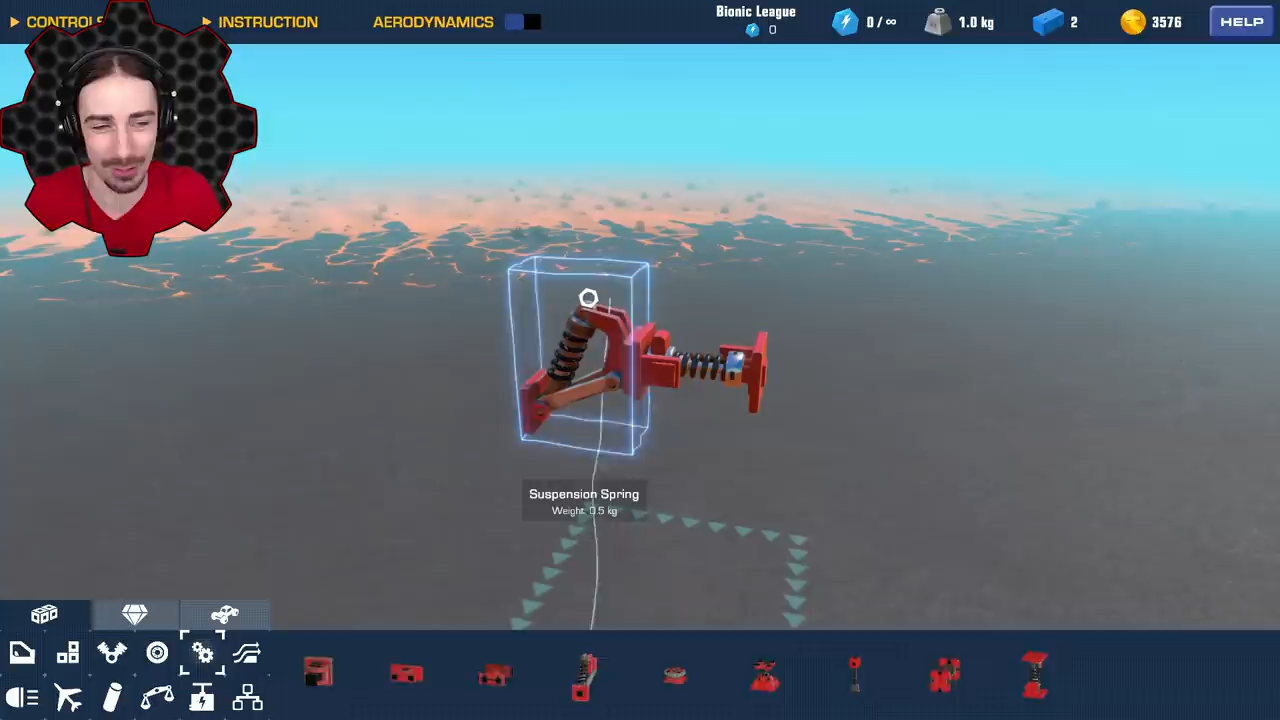 CONTROLS
INSTRUCTION
AERODYNAMICS
Bionic League
0
0 / ∞
1.0 kg
2
3576
HELP
Suspension Spring
Weight: 0.5 kg